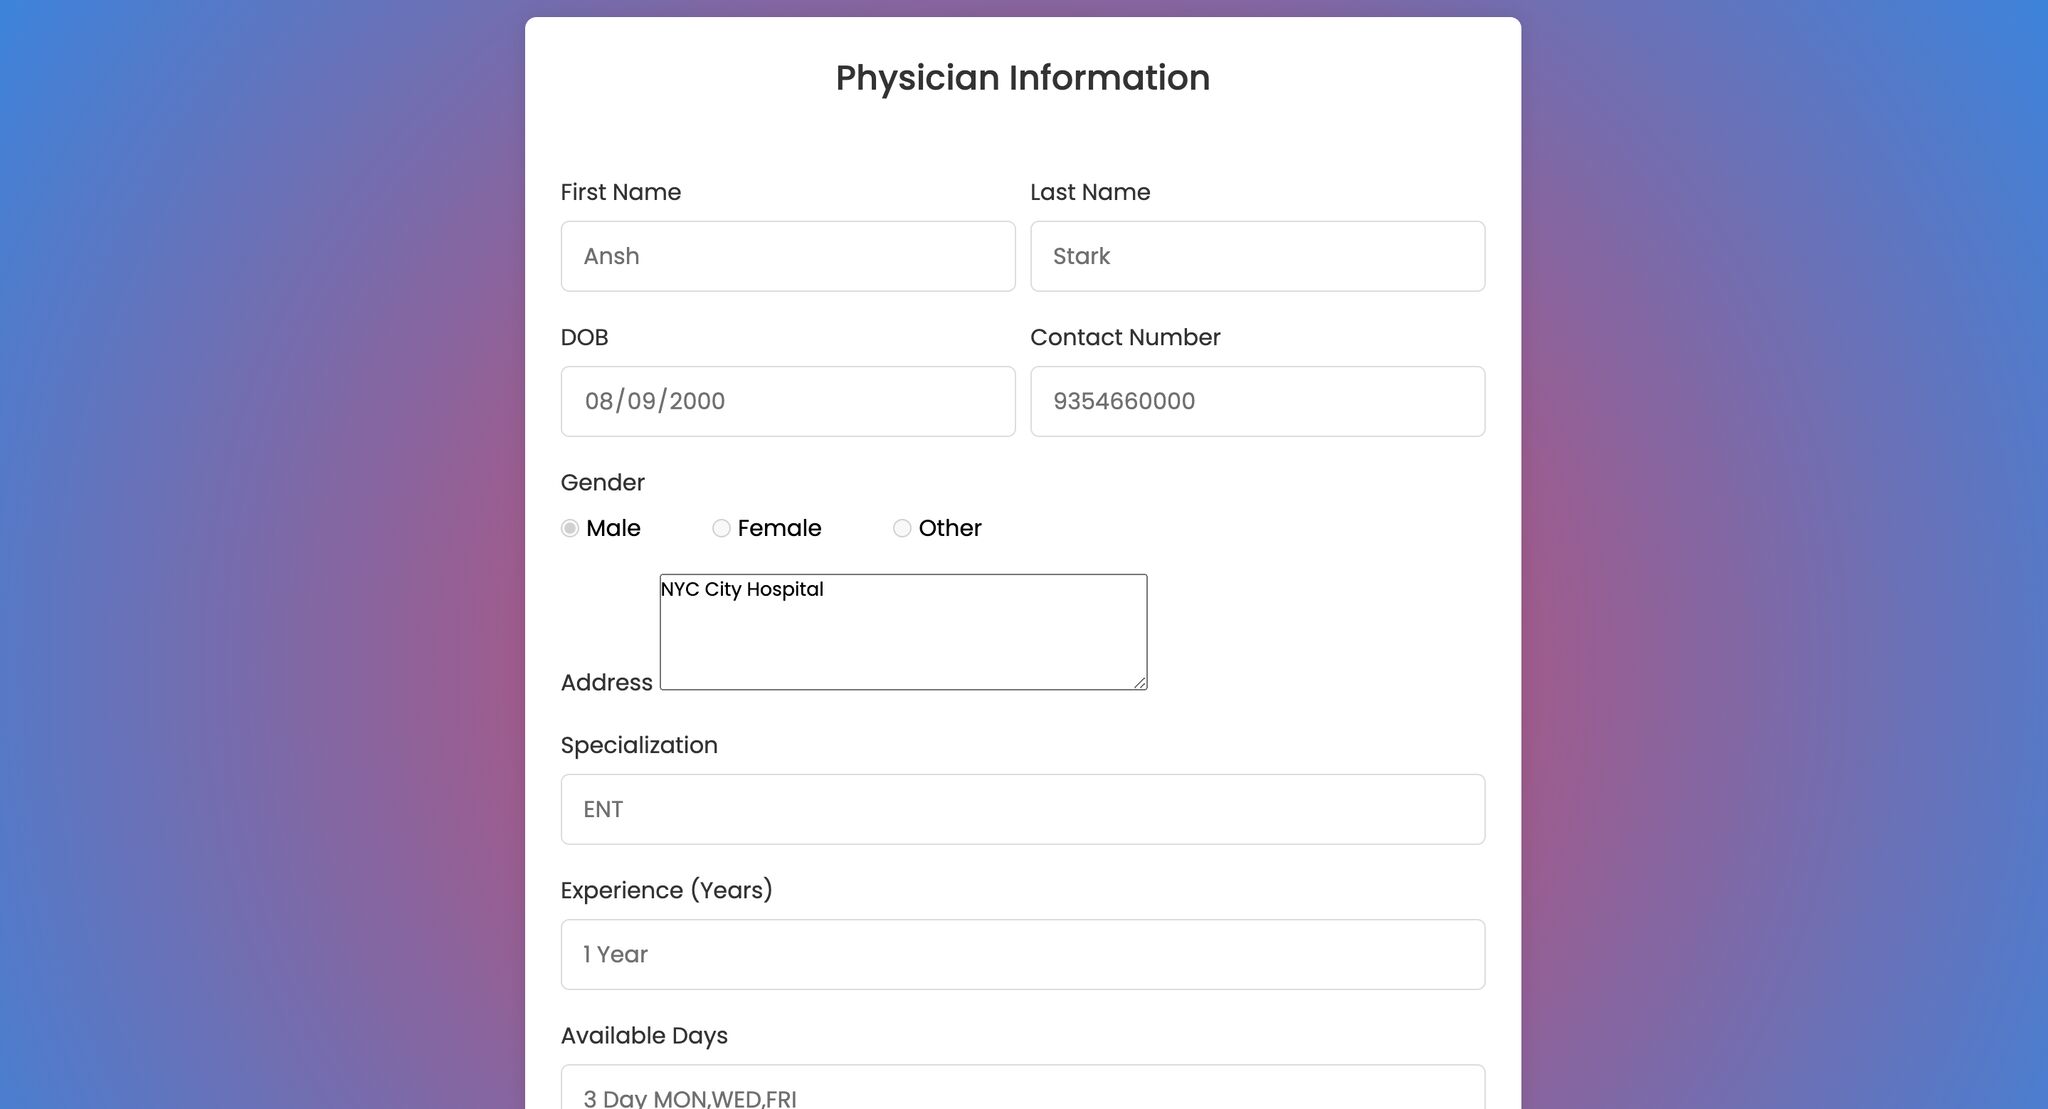 Physician Information
First Name
Last Name
Ansh
Stark
DOB
Contact Number
08/09/2000
9354660000
Gender
Male
Female
Other
NYC City Hospital
Address
Specialization
ENT
Experience (Years)
1 Year
Available Days
3 Day MON,WED,FRI